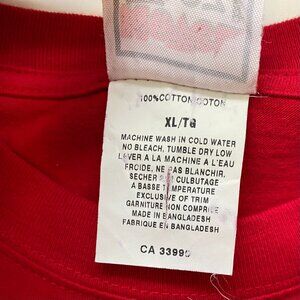 100% COTTON/COTON
XL/TG
MACHINE WASH IN COLD WATER
NO BLEACH, TUMBLE DRY LOW
LAVER A LA MACHINE A L'EAU
FROIDE, NE PAS BLANCHIR,
SECHER PAR CULBUTAGE
A BASSE TEMPERATURE
EXCLUSIVE OF TRIM
GARNITURE NON COMPRISE
MADE IN BANGLADESH
FABRIQUE EN BANGLADESH
CA 33995